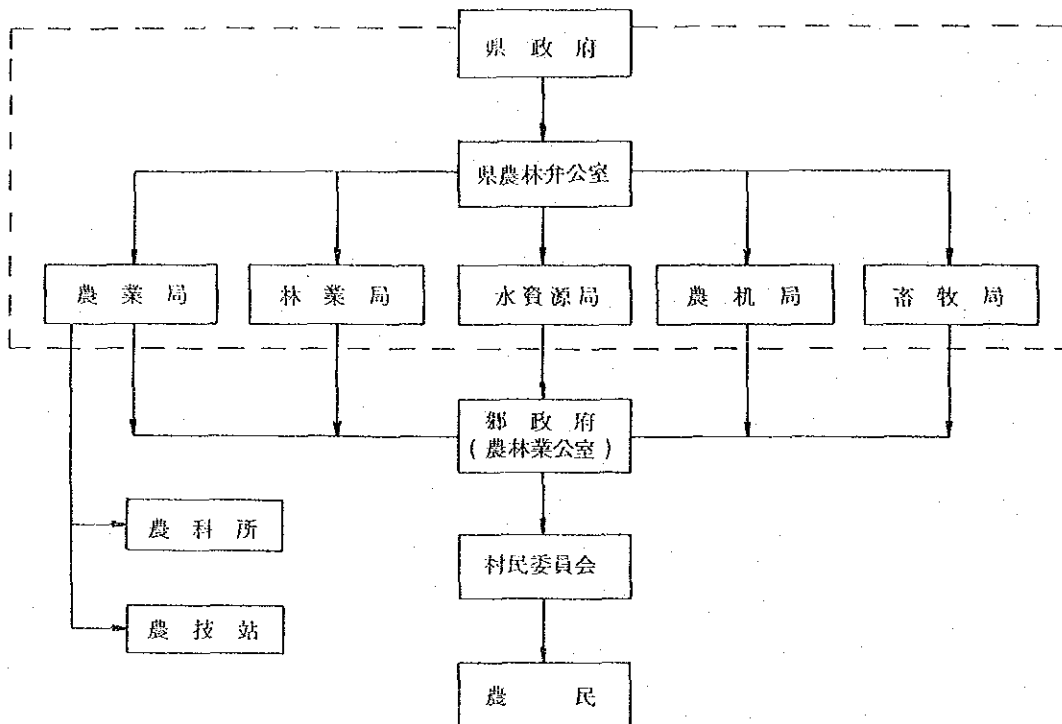 県政府
県農林弁公室
農業局
林業局
水資源局
農机局
畜牧局
郷政府
(農林業公室)
農科所
村民委員会
農技站
農民